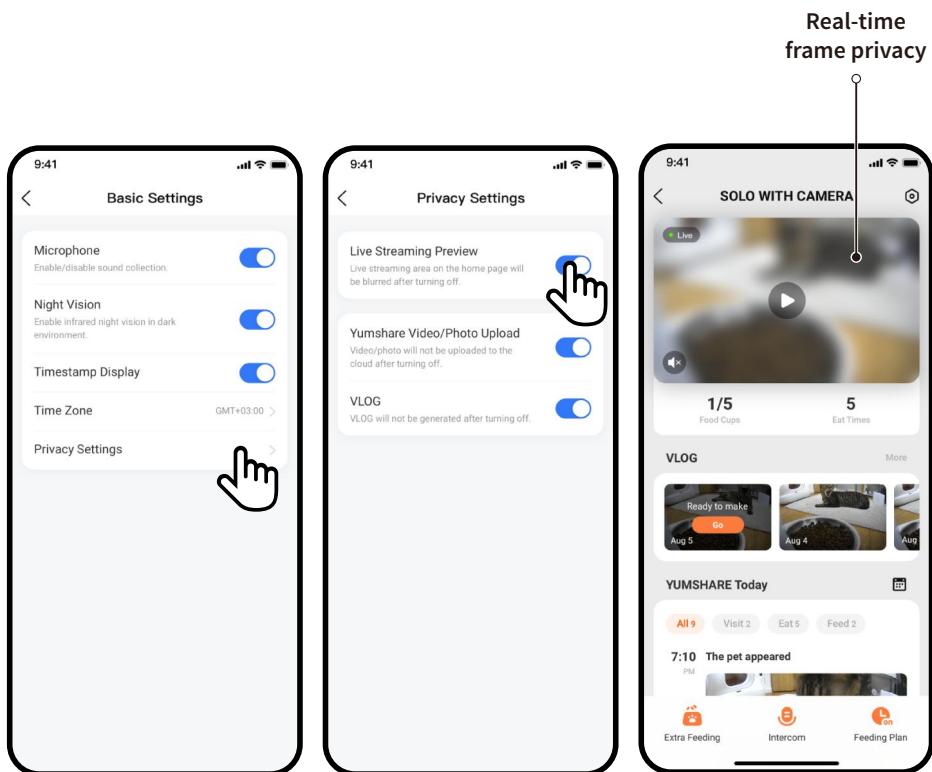 Real-time
frame privacy
9:41
Basic Settings
Microphone
Enable/disable sound collection.
Night Vision
Enable infrared night vision in dark
environment.
Timestamp Display
Time Zone
GMT+03:00
Privacy Settings
9:41
Privacy Settings
Live Streaming Preview
Live streaming area on the home page will
be blurred after turning off.
Yumshare Video/Photo Upload
Video/photo will not be uploaded to the
cloud after turning off.
VLOG
VLOG will not be generated after turning off.
9:41
SOLO WITH CAMERA
Live
1/5
5
Food Cups
Eat Times
VLOG
More
Ready to make
Go
Aug 5
Aug 4
Aug
YUMSHARE Today
All 9
Visit 2
Eat 5
Feed 2
7:10
The pet appeared
PM
on
Extra Feeding
Intercom
Feeding Plan